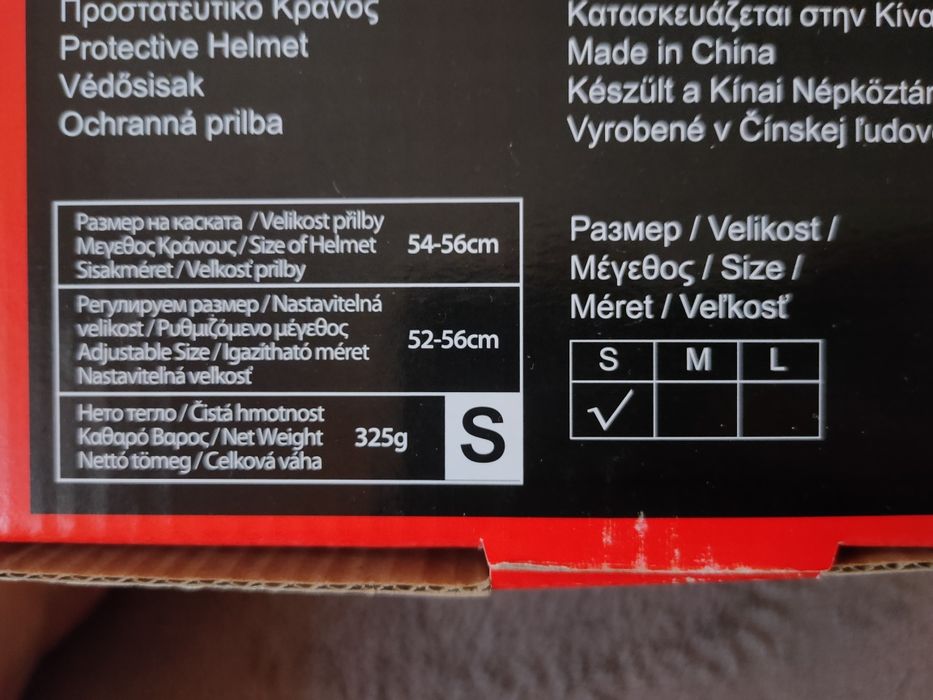 Προστατευτικό Κράνος
Protective Helmet
Védősisak
Ochranná prilba
Κατασκευάζεται στην Κίνα
Made in China
Készült a Kínai Népköztár
Vyrobené v Čínskej ľudov
Размер на каската / Velikost přilby
Μεγεθος Κράνους / Size of Helmet
Sisakméret / Veľkosť prilby
54-56cm
Регулируем размер / Nastavitelná
velikost / Ρυθμιζόμενο μέγεθος
Adjustable Size / Igazítható méret
Nastaviteľná veľkosť
52-56cm
Нето тегло / Čistá hmotnost
Καθαρό Βαρος / Net Weight
Nettó tömeg / Celková váha
325g
S
Размер / Velikost /
Μέγεθος / Size /
Méret / Veľkosť
S M L
√